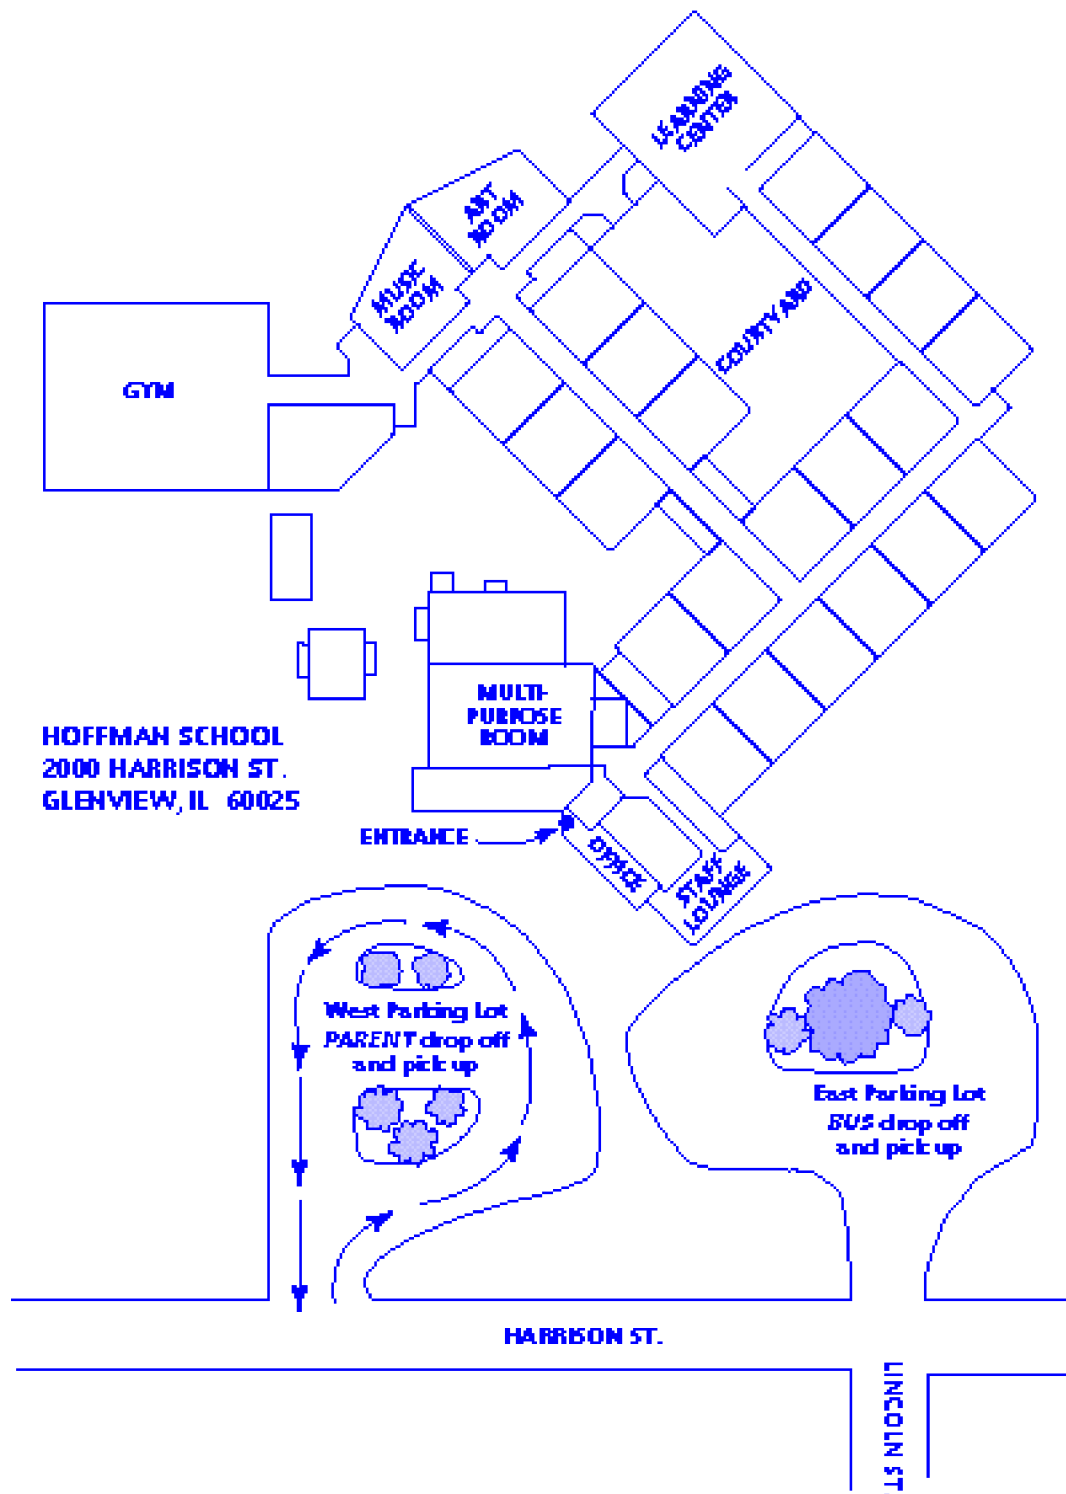 LEARNING
CENTER
ART
ROOM
MUSIC
ROOM
COURTYARD
GYM
MULTI-
PURPOSE
ROOM
HOFFMAN SCHOOL
2000 HARRISON ST.
GLENVIEW, IL 60025
ENTRANCE
OFFICE
STAFF
LOUNGE
West Parking Lot
PARENT drop off
and pick up
East Parking Lot
BUS drop off
and pick up
HARRISON ST.
LINCOLN ST.